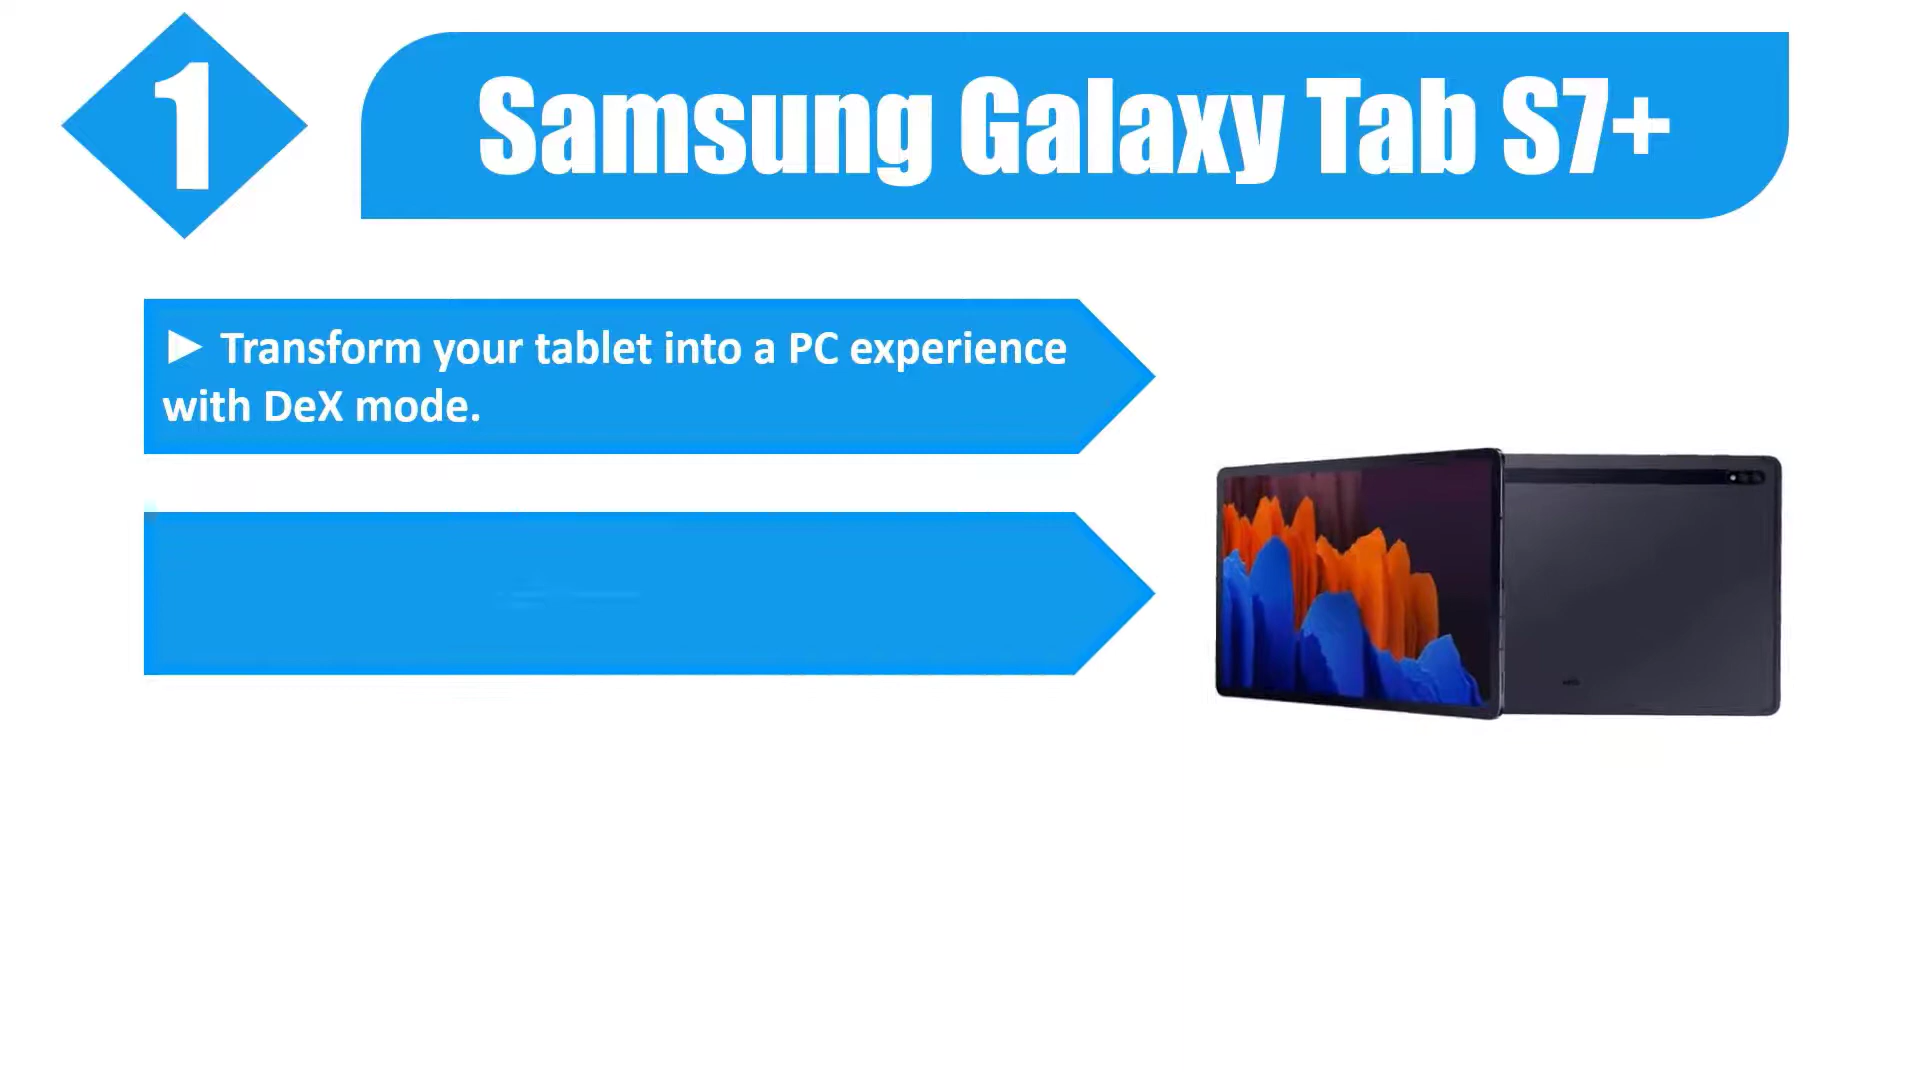 1
Samsung Galaxy Tab S7+
► Transform your tablet into a PC experience
with DeX mode.